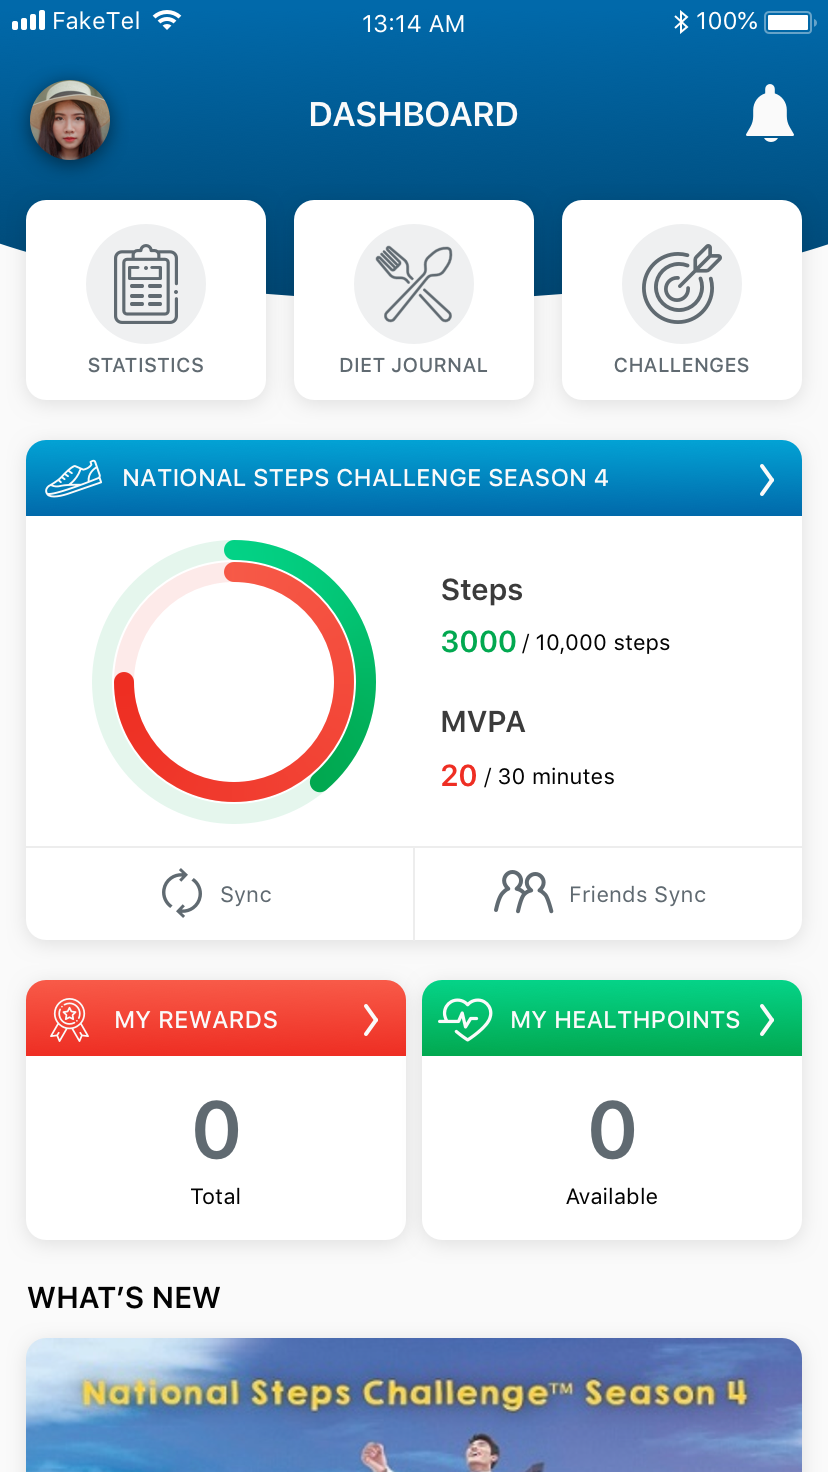 FakeTel
13:14 AM
100%
DASHBOARD
STATISTICS
DIET JOURNAL
CHALLENGES
NATIONAL STEPS CHALLENGE SEASON 4
Steps
3000 / 10,000 steps
MVPA
20 / 30 minutes
Sync
Friends Sync
MY REWARDS
MY HEALTHPOINTS
0
Total
0
Available
WHAT’S NEW
National Steps Challenge™ Season 4